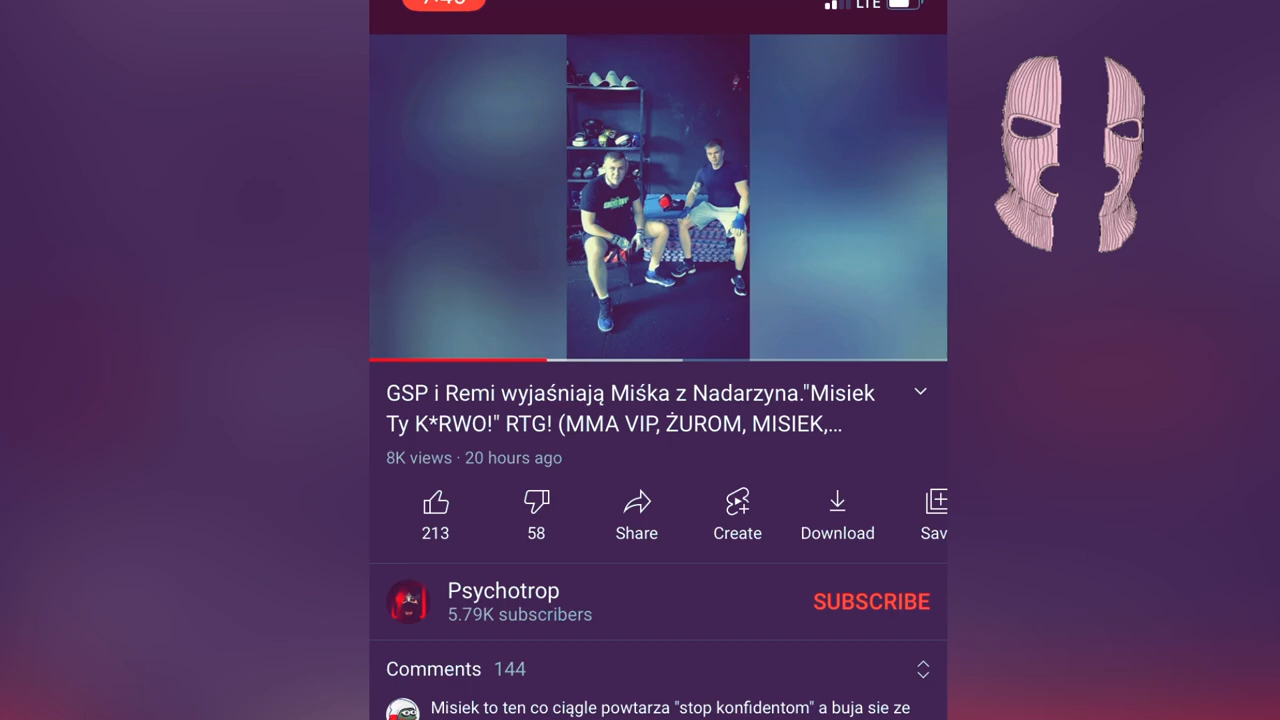 LTE
GSP i Remi wyjaśniają Miśka z Nadarzyna."Misiek
Ty K*RWO!" RTG! (MMA VIP, ŻUROM, MISIEK,...
8K views · 20 hours ago
213
58
Share
Create
Download
Sav
Psychotrop
5.79K subscribers
SUBSCRIBE
Comments 144
Misiek to ten co ciągle powtarza "stop konfidentom" a buja sie ze